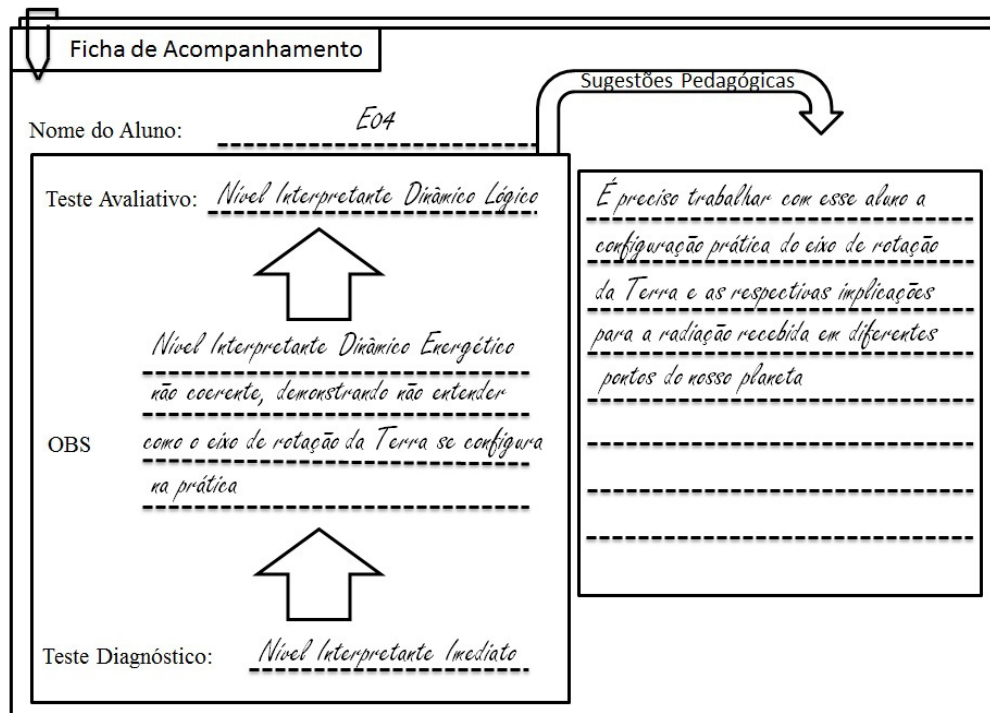 Ficha de Acompanhamento
Sugestões Pedagógicas
Nome do Aluno: E04
Teste Avaliativo: Nível Interpretante Dinâmico Lógico
Nível Interpretante Dinâmico Energético
não coerente, demonstrando não entender
OBS como o eixo de rotação da Terra se configura
na prática
Teste Diagnóstico: Nível Interpretante Imediato
É preciso trabalhar com esse aluno a
configuração prática do eixo de rotação
da Terra e as respectivas implicações
para a radiação recebida em diferentes
pontos do nosso planeta